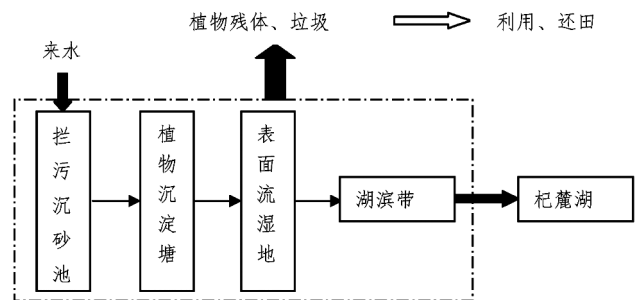 植物残体、垃圾
利用、还田
来水
拦污沉砂池
植物沉淀塘
表面流湿地
湖滨带
杞麓湖